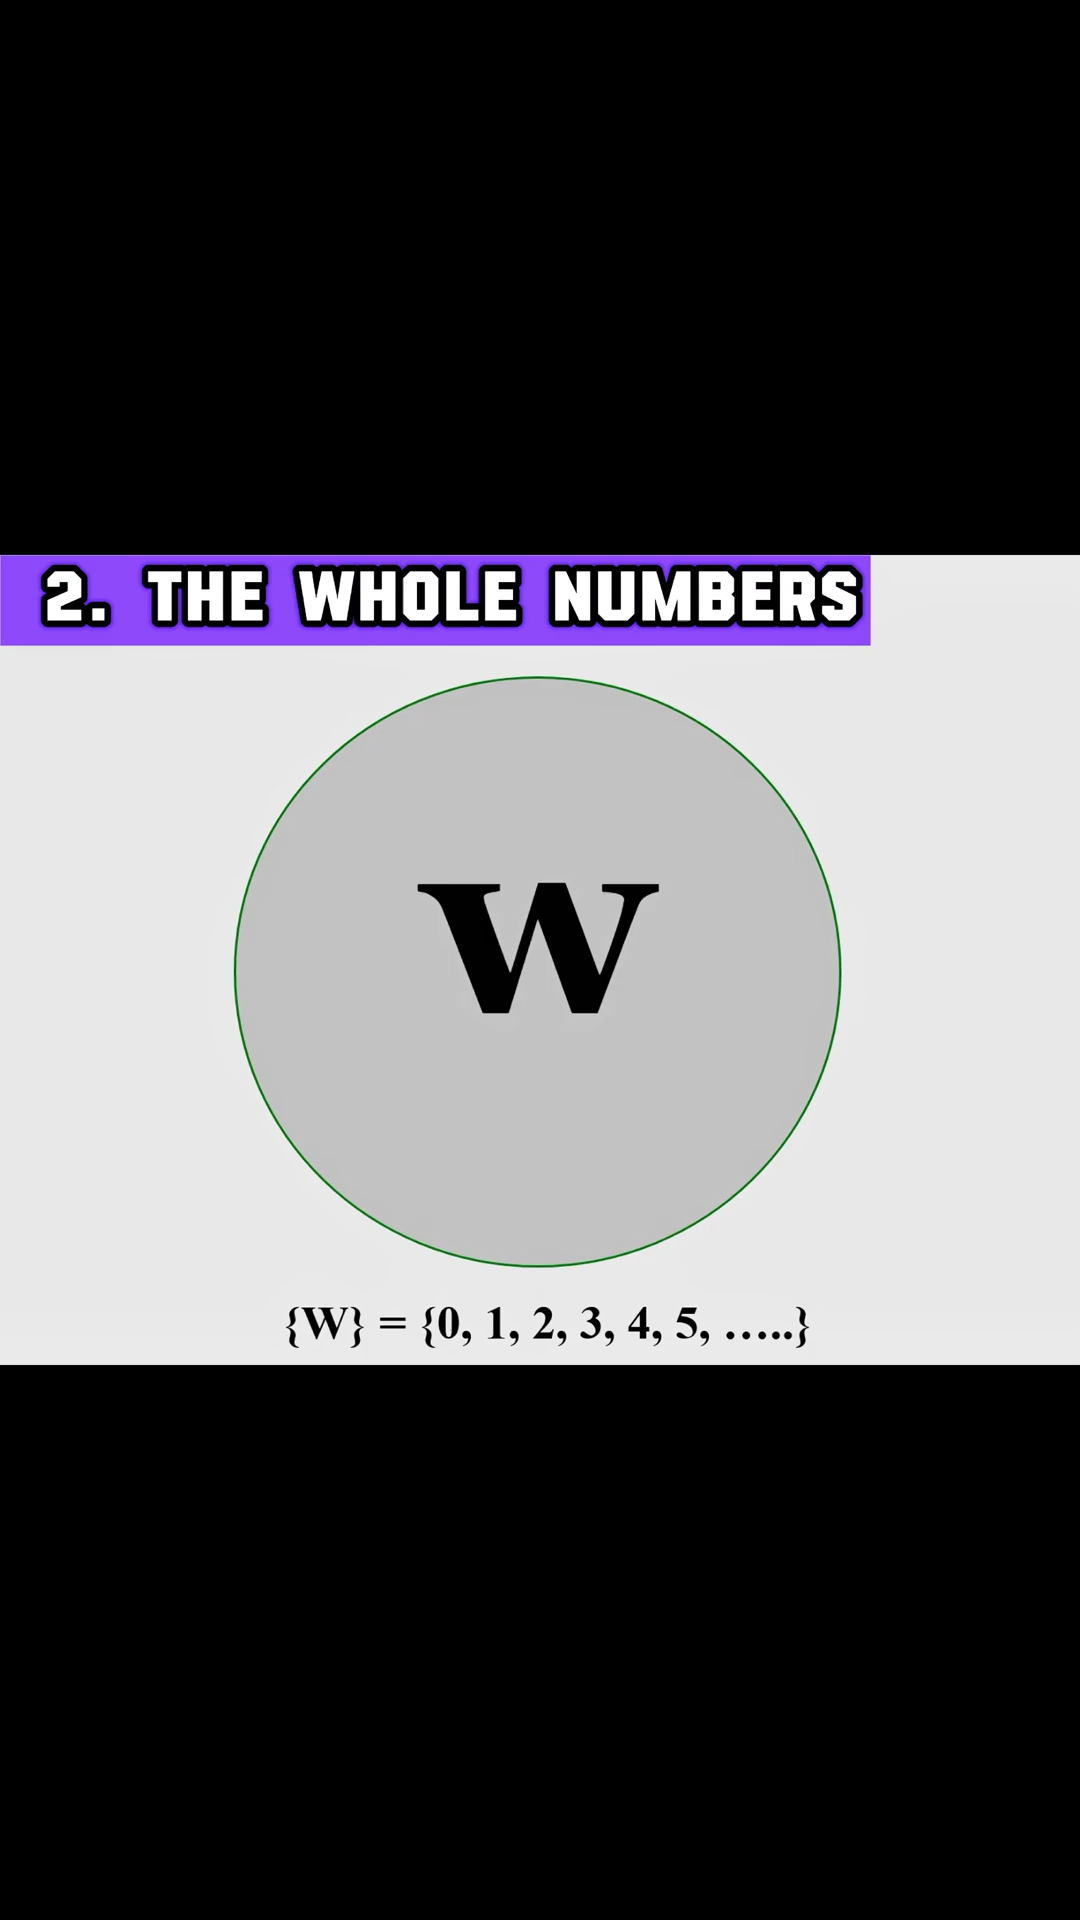 2. THE WHOLE NUMBERS
W
{W} = {0, 1, 2, 3, 4, 5, .....}